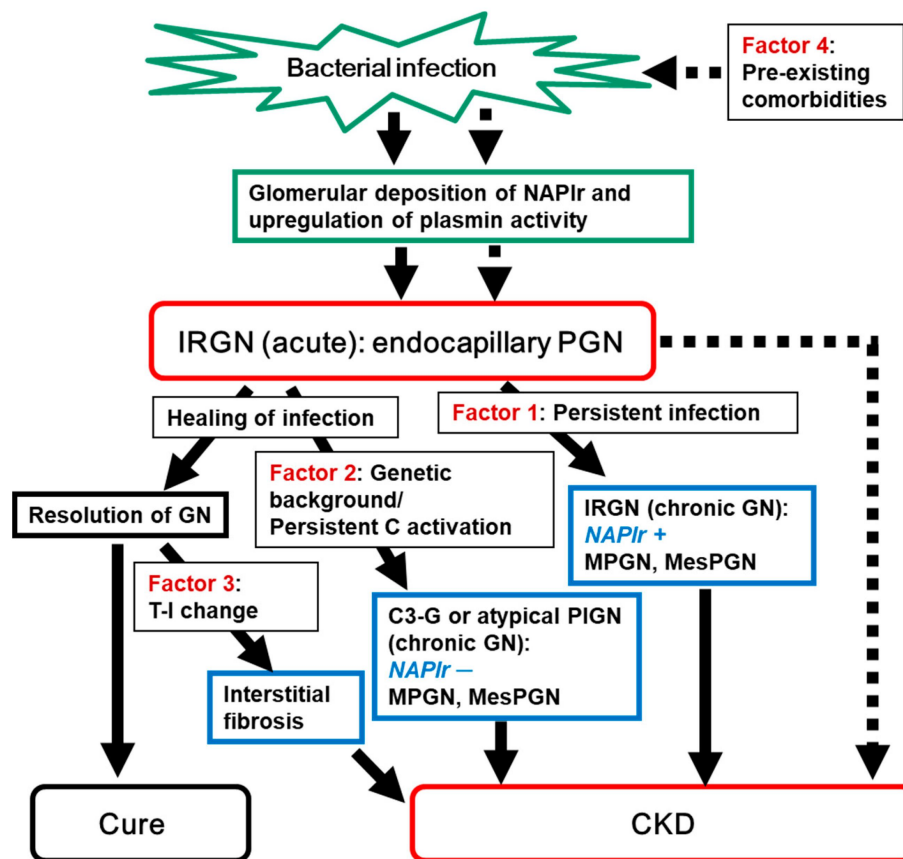 Bacterial infection
Factor 4:
Pre-existing
comorbidities
Glomerular deposition of NAPlr and
upregulation of plasmin activity
IRGN (acute): endocapillary PGN
Healing of infection
Factor 1: Persistent infection
Factor 2: Genetic
background/
Persistent C activation
Resolution of GN
IRGN (chronic GN):
NAPlr +
MPGN, MesPGN
Factor 3:
T-I change
C3-G or atypical PIGN
(chronic GN):
NAPlr —
MPGN, MesPGN
Interstitial
fibrosis
Cure
CKD